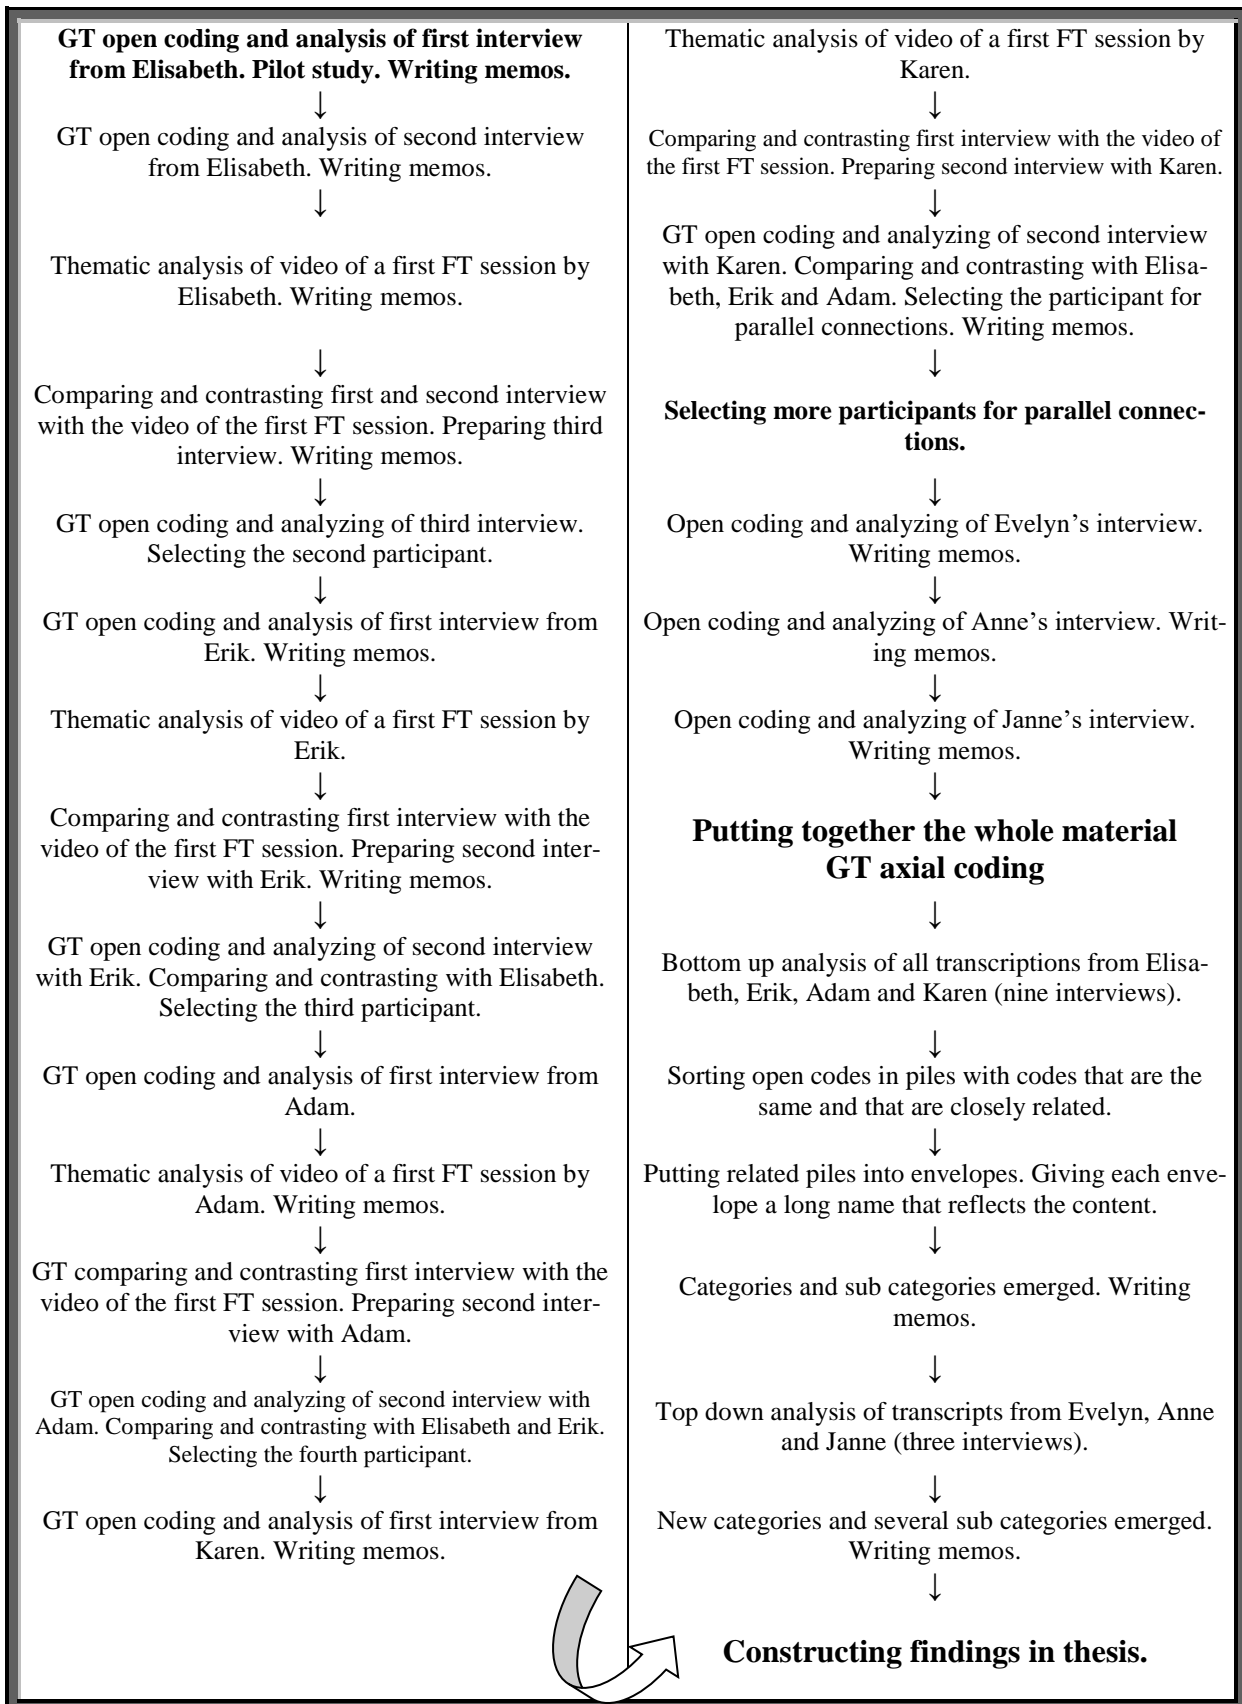 GT open coding and analysis of first interview
from Elisabeth. Pilot study. Writing memos.
↓
GT open coding and analysis of second interview
from Elisabeth. Writing memos.
↓
Thematic analysis of video of a first FT session by
Elisabeth. Writing memos.
↓
Comparing and contrasting first and second interview
with the video of the first FT session. Preparing third
interview. Writing memos.
↓
GT open coding and analyzing of third interview.
Selecting the second participant.
↓
GT open coding and analysis of first interview from
Erik. Writing memos.
↓
Thematic analysis of video of a first FT session by
Erik.
↓
Comparing and contrasting first interview with the
video of the first FT session. Preparing second inter-
view with Erik. Writing memos.
↓
GT open coding and analyzing of second interview
with Erik. Comparing and contrasting with Elisabeth.
Selecting the third participant.
↓
GT open coding and analysis of first interview from
Adam.
↓
Thematic analysis of video of a first FT session by
Adam. Writing memos.
↓
GT comparing and contrasting first interview with the
video of the first FT session. Preparing second inter-
view with Adam.
↓
GT open coding and analyzing of second interview with
Adam. Comparing and contrasting with Elisabeth and Erik.
Selecting the fourth participant.
↓
GT open coding and analysis of first interview from
Karen. Writing memos.
Thematic analysis of video of a first FT session by
Karen.
↓
Comparing and contrasting first interview with the video of
the first FT session. Preparing second interview with Karen.
↓
GT open coding and analyzing of second interview
with Karen. Comparing and contrasting with Elisa-
beth, Erik and Adam. Selecting the participant for
parallel connections. Writing memos.
↓
Selecting more participants for parallel connec-
tions.
↓
Open coding and analyzing of Evelyn’s interview.
Writing memos.
↓
Open coding and analyzing of Anne’s interview. Writ-
ing memos.
↓
Open coding and analyzing of Janne’s interview.
Writing memos.
↓
Putting together the whole material
GT axial coding
↓
Bottom up analysis of all transcriptions from Elisa-
beth, Erik, Adam and Karen (nine interviews).
↓
Sorting open codes in piles with codes that are the
same and that are closely related.
↓
Putting related piles into envelopes. Giving each enve-
lope a long name that reflects the content.
↓
Categories and sub categories emerged. Writing
memos.
↓
Top down analysis of transcripts from Evelyn, Anne
and Janne (three interviews).
↓
New categories and several sub categories emerged.
Writing memos.
↓
Constructing findings in thesis.